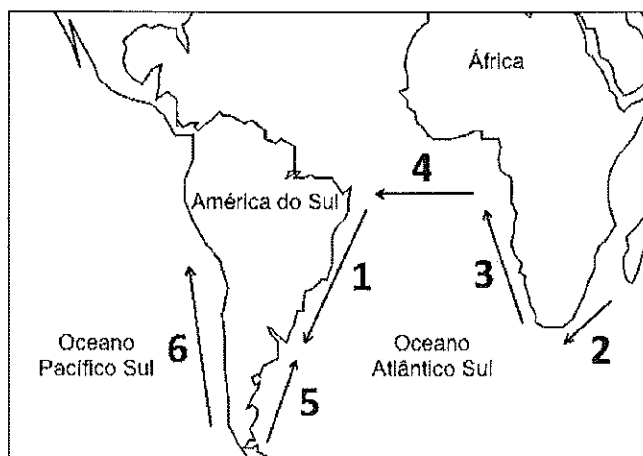 África
4
América do Sul
1
3
Oceano
Pacífico Sul
6
Oceano
Atlântico Sul
2
5